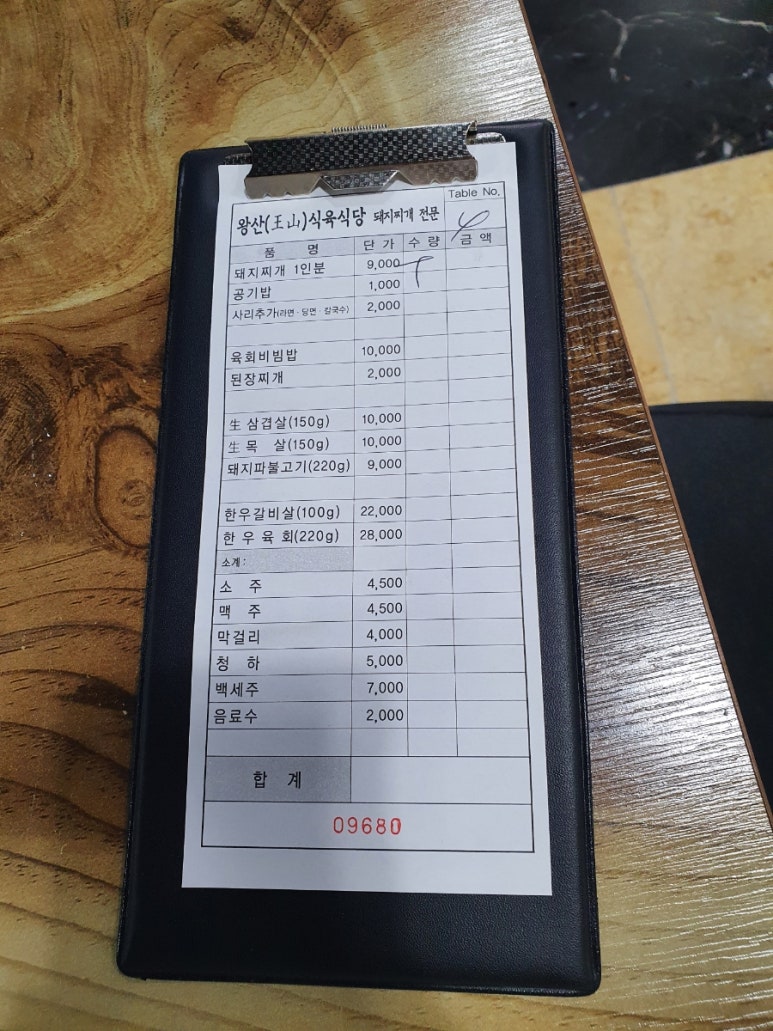 Table No.
왕산(王山)식육식당 돼지찌개 전문 4
품 명 단 가 수 량 금 액
돼지찌개 1인분 9,000
공기밥 1,000
사리추가(라면·당면·칼국수) 2,000
육회비빔밥 10,000
된장찌개 2,000
生 삼겹살(150g) 10,000
生 목 살(150g) 10,000
돼지파불고기(220g) 9,000
한우갈비살(100g) 22,000
한 우 육 회(220g) 28,000
소계:
소 주 4,500
맥 주 4,500
막걸리 4,000
청 하 5,000
백세주 7,000
음료수 2,000
합 계
09680